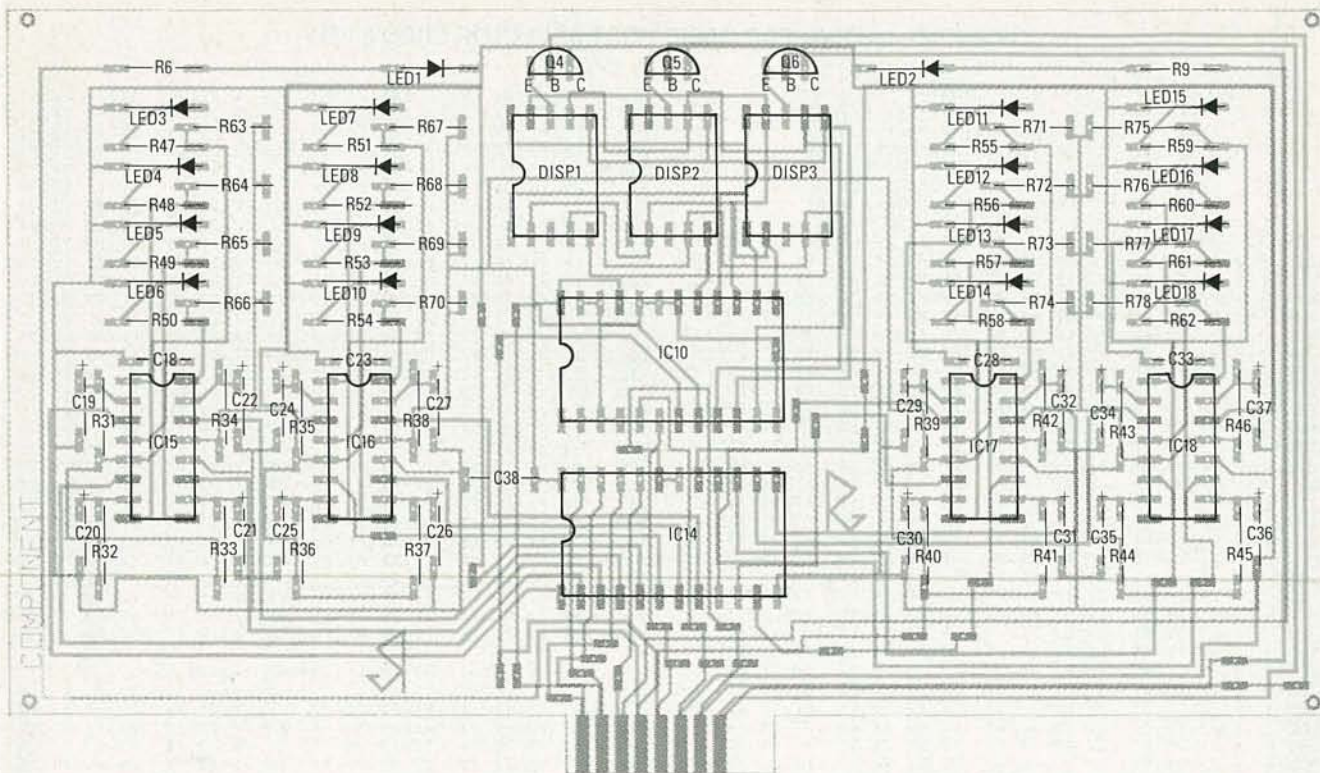 Q4 Q5 Q6
R6 LED1 E B C E B C E B C LED2 R9
LED3 R63 LED7 R67 LED11 R71 LED15 R75
R47 R51 R55 R59
LED4 R64 LED8 R68 DISP1 DISP2 DISP3 LED12 R72 R76 LED16
R48 R52 R56 R60
LED5 R65 LED9 R69 LED13 R73 R77 LED17
R49 R53 R57 R61
LED6 R66 LED10 R70 LED14 R74 R78 LED18
R50 R54 R58 R62
C18 C23 IC10 C28 C33
C19 R31 R34 C22 C24 R35 R38 C27 C29 R39 R42 C32 C34 R43 R46 C37
IC15 IC16 IC17 IC18
C38
C20 R32 R33 C21 C25 R36 R37 C26 IC14 C30 R40 R41 C31 C35 R44 R45 C36
COMPONENT